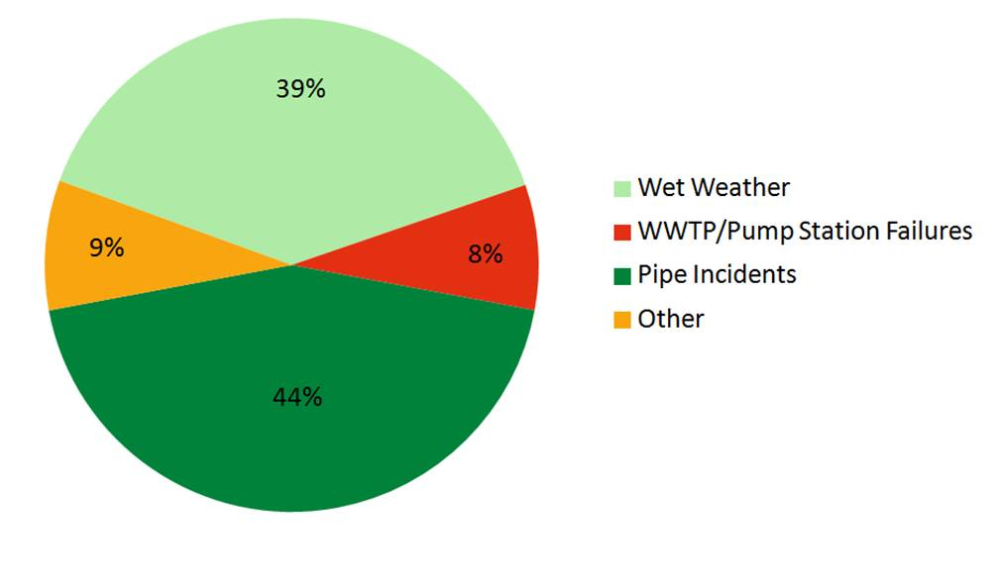 39%
9%
8%
44%
Wet Weather
WWTP/Pump Station Failures
Pipe Incidents
Other